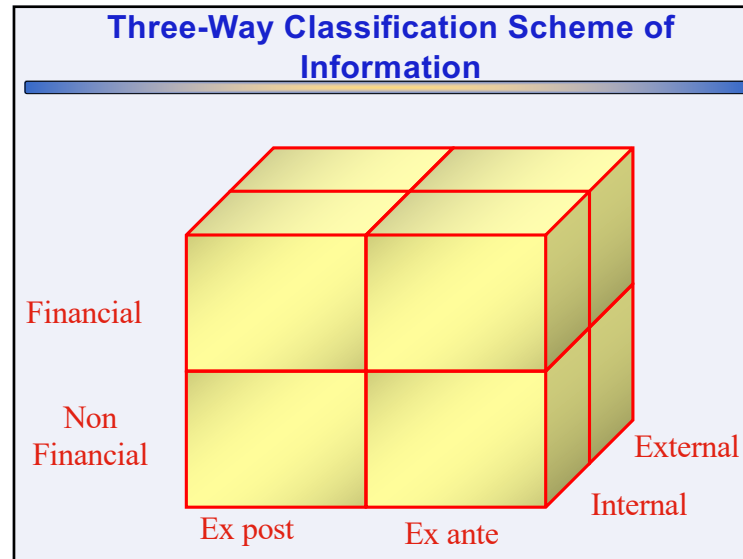 Three-Way Classification Scheme of
Information
Financial
Non
Financial
External
Internal
Ex post
Ex ante